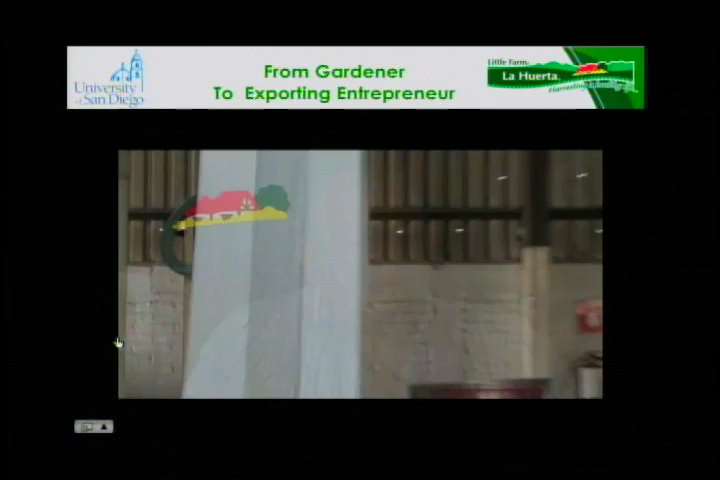 University
of San Diego
From Gardener
To Exporting Entrepreneur
Little Farm.
La Huerta.